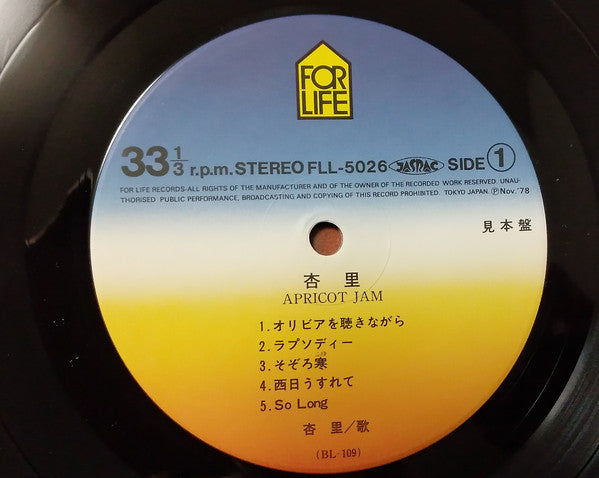 FOR
LIFE
33 1/3 r.p.m. STEREO FLL-5026 JASRAC SIDE 1
FOR LIFE RECORDS-ALL RIGHTS OF THE MANUFACTURER AND OF THE OWNER OF THE RECORDED WORK RESERVED. UNAU-
THORISED PUBLIC PERFORMANCE, BROADCASTING AND COPYING OF THIS RECORD PROHIBITED. TOKYO JAPAN. ⓅNov.'78
見本盤
杏里
APRICOT JAM
1.オリビアを聴きながら
2.ラプソディー
3.そぞろ寒
4.西日うすれて
5.So Long
杏里/歌
(BL-109)